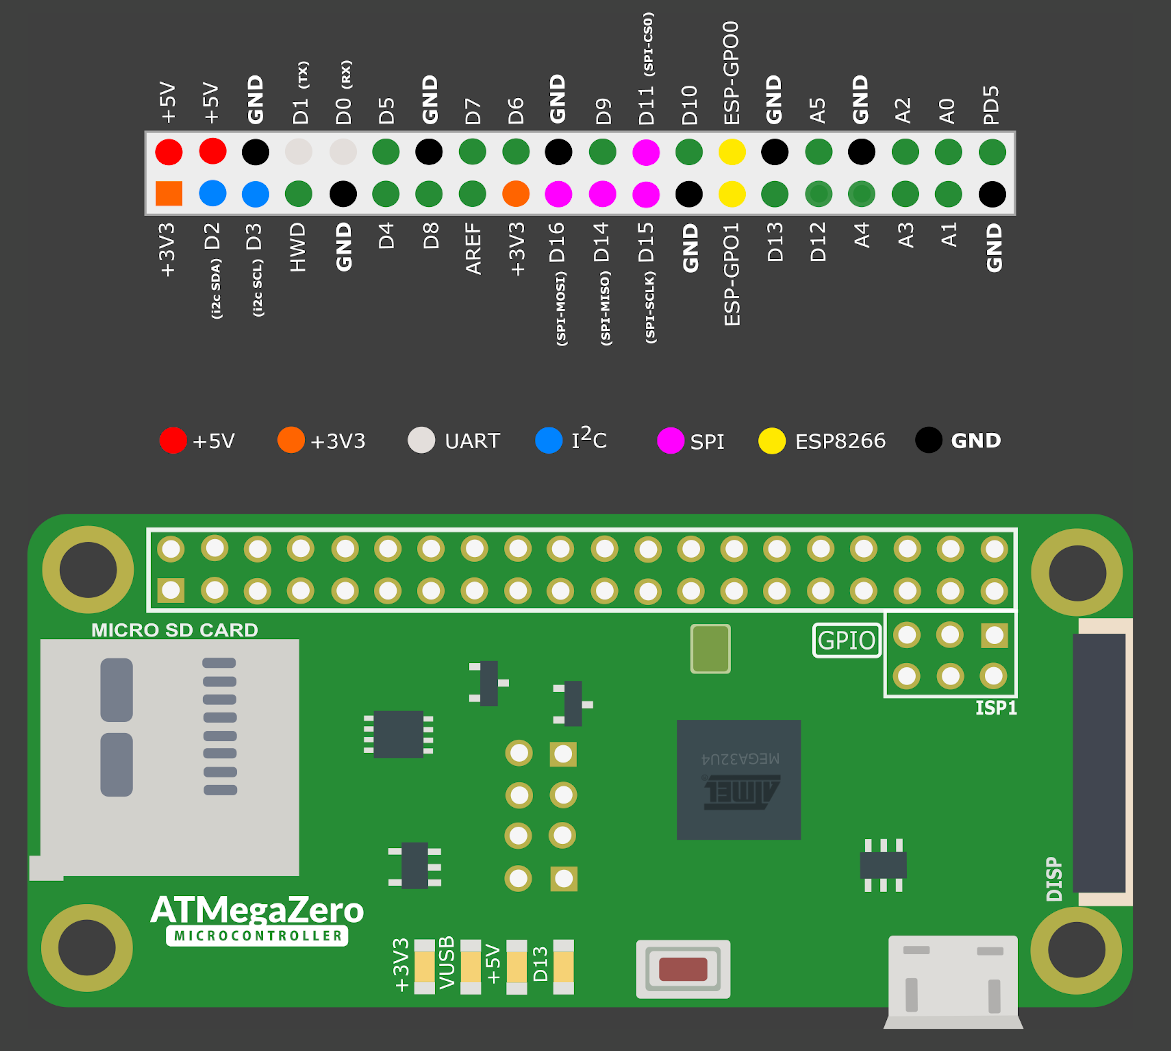 +5V
+5V
GND
D1 (TX)
D0 (RX)
D5
GND
D7
D6
GND
D9
D11 (SPI-CS0)
D10
ESP-GPO0
GND
A5
GND
A2
A0
PD5
+3V3
(i2c SDA) D2
(i2c SCL) D3
HWD
GND
D4
D8
AREF
+3V3
(SPI-MOSI) D16
(SPI-MISO) D14
(SPI-SCLK) D15
GND
ESP-GPO1
D13
D12
A4
A3
A1
GND
+5V +3V3 UART I²C SPI ESP8266 GND
MICRO SD CARD
GPIO
ISP1
MEGA32U4
ATMEL
DISP
ATMegaZero
MICROCONTROLLER
+3V3
VUSB
+5V
D13